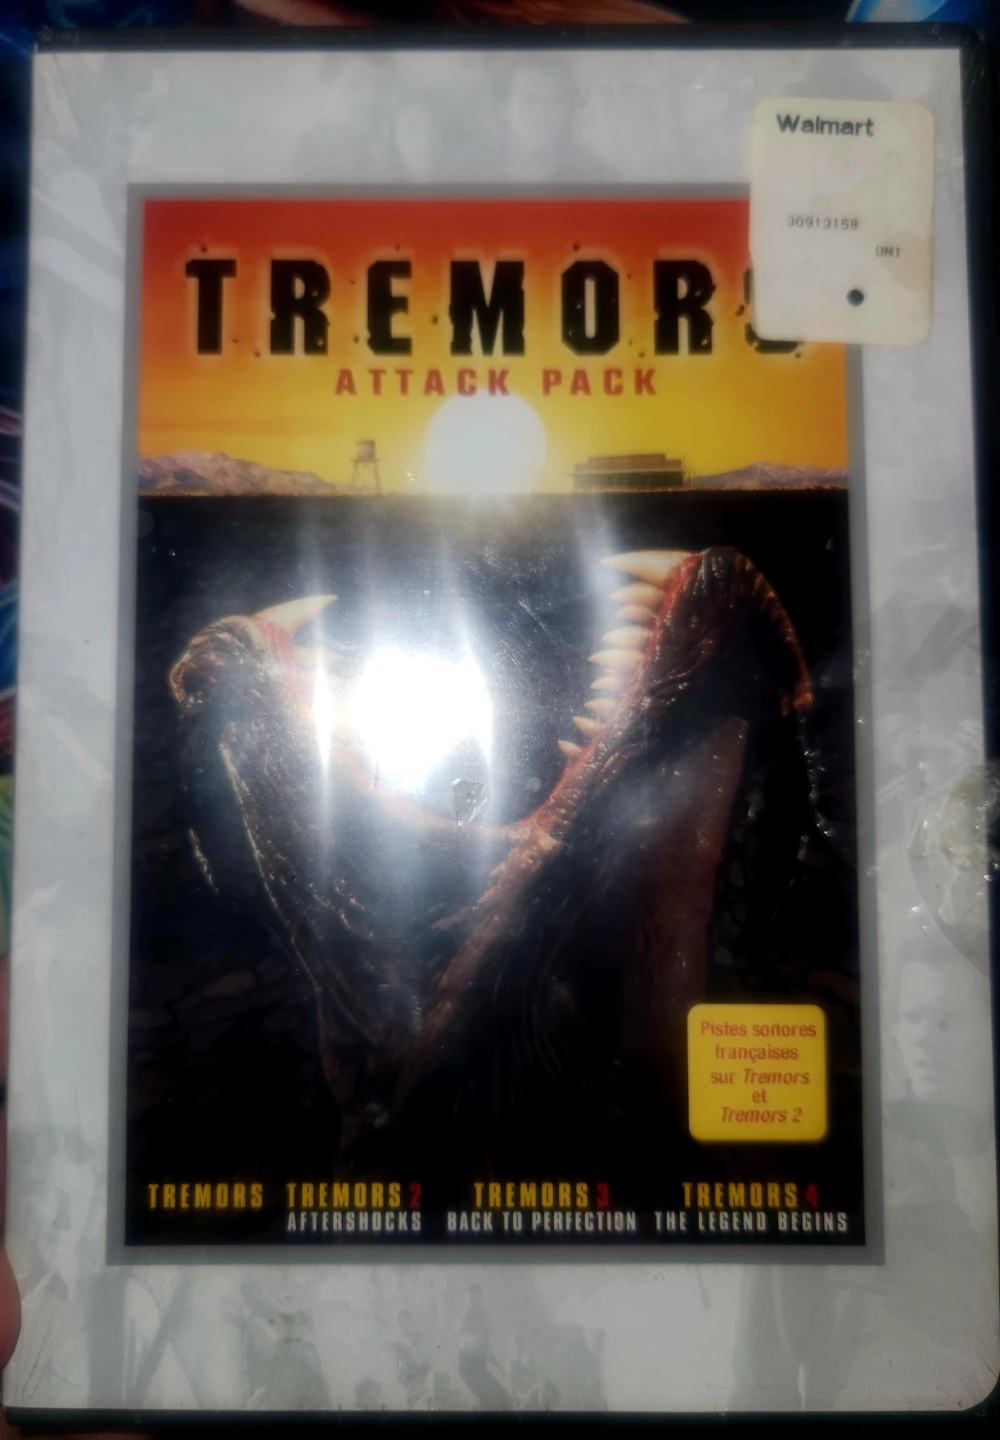 Walmart
30913158
UNI
TREMORS
ATTACK PACK
Pistes sonores
françaises
sur Tremors
et
Tremors 2
TREMORS
TREMORS 2
AFTERSHOCKS
TREMORS 3
BACK TO PERFECTION
TREMORS 4
THE LEGEND BEGINS